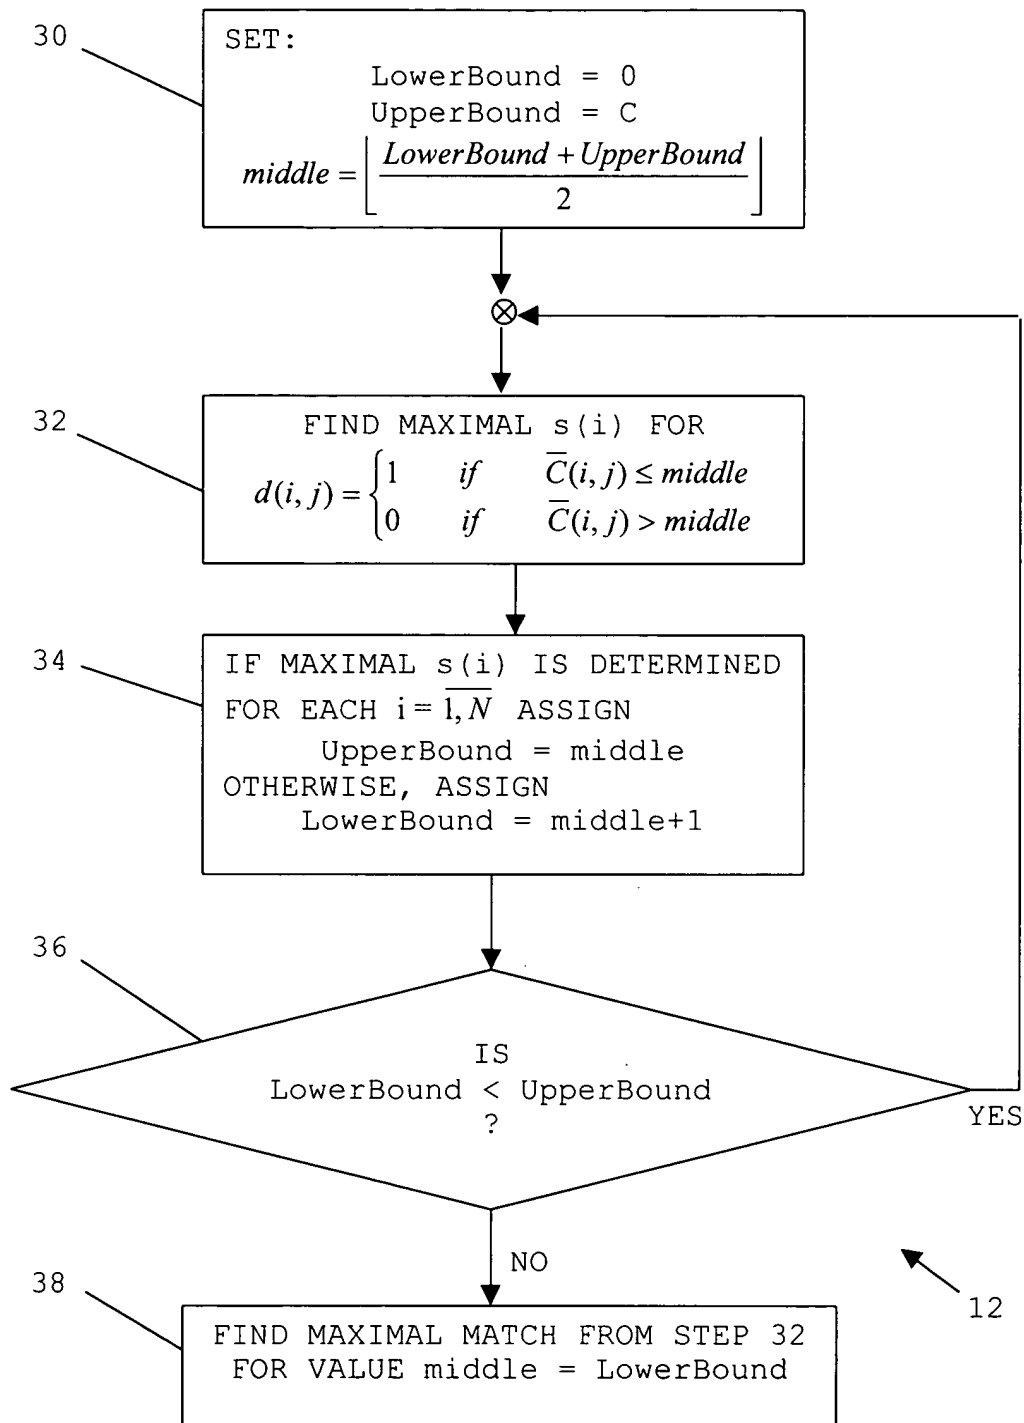 30
SET:
LowerBound = 0
UpperBound = C
middle = ⌊(LowerBound + UpperBound)/2⌋
⊗
32
FIND MAXIMAL s(i) FOR
d(i, j) = {1 if C̅(i, j) ≤ middle
0 if C̅(i, j) > middle
34
IF MAXIMAL s(i) IS DETERMINED
FOR EACH i = \overline{1, N} ASSIGN
UpperBound = middle
OTHERWISE, ASSIGN
LowerBound = middle+1
36
IS
LowerBound < UpperBound
?
YES
NO
12
38
FIND MAXIMAL MATCH FROM STEP 32
FOR VALUE middle = LowerBound